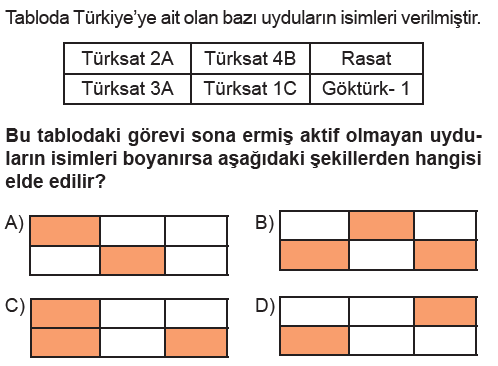 Tabloda Türkiye'ye ait olan bazı uyduların isimleri verilmiştir.
Türksat 2A Türksat 4B Rasat
Türksat 3A Türksat 1C Göktürk- 1
Bu tablodaki görevi sona ermiş aktif olmayan uydu-
ların isimleri boyanırsa aşağıdaki şekillerden hangisi
elde edilir?
A) B)
C) D)